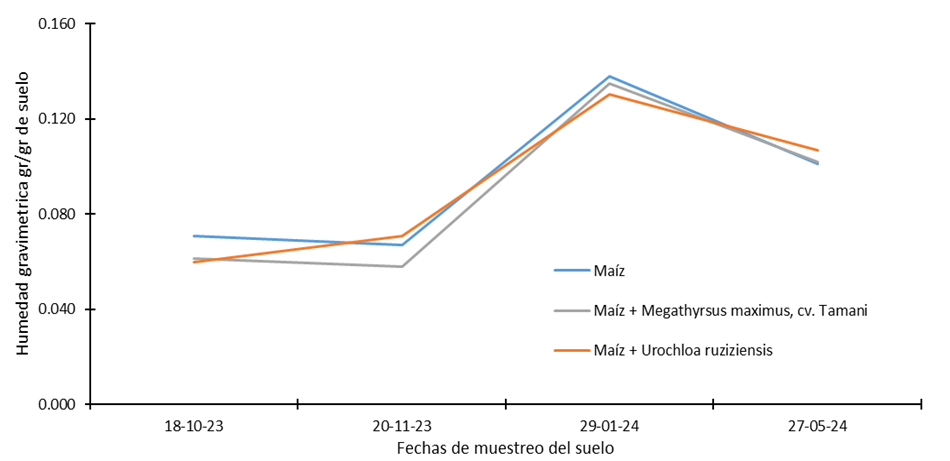 0.160
0.120
0.080
0.040
0.000
Humedad gravimetrica gr/gr de suelo
Maíz
Maíz + Megathyrsus maximus, cv. Tamani
Maíz + Urochloa ruziziensis
18-10-23
20-11-23
29-01-24
27-05-24
Fechas de muestreo del suelo